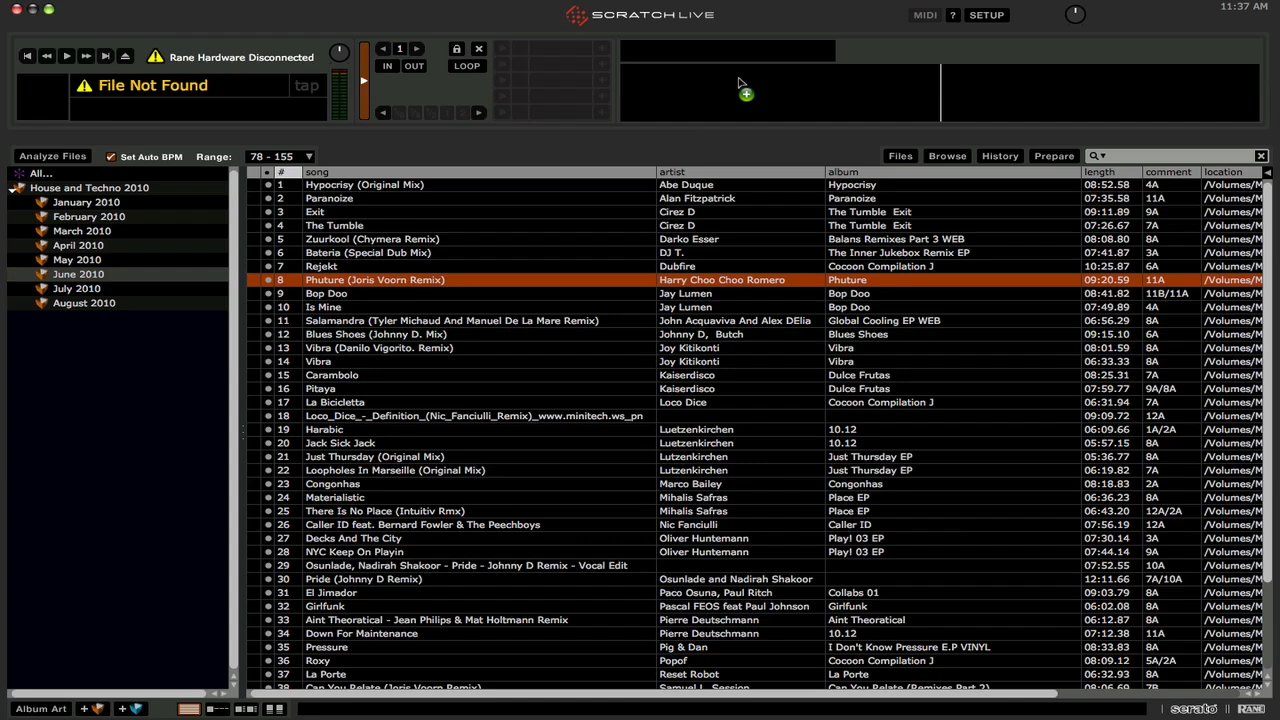 11:37 AM
SCRATCHLIVE
MIDI ? SETUP
Rane Hardware Disconnected
1
File Not Found tap
IN OUT LOOP
Analyze Files Set Auto BPM Range: 78 - 155 Files Browse History Prepare
# song artist album length comment location
All...
House and Techno 2010
January 2010
February 2010
March 2010
April 2010
May 2010
June 2010
July 2010
August 2010
1 Hypocrisy (Original Mix) Abe Duque Hypocrisy 08:52.58 4A /Volumes/M
2 Paranoize Alan Fitzpatrick Paranoize 07:35.58 11A /Volumes/M
3 Exit Cirez D The Tumble Exit 09:11.89 9A /Volumes/M
4 The Tumble Cirez D The Tumble Exit 07:26.67 7A /Volumes/M
5 Zuurkool (Chymera Remix) Darko Esser Balans Remixes Part 3 WEB 08:08.80 8A /Volumes/M
6 Bateria (Special Dub Mix) DJ T. The Inner Jukebox Remix EP 07:41.87 3A /Volumes/M
7 Rejekt Dubfire Cocoon Compilation J 10:25.87 6A /Volumes/M
8 Phuture (Joris Voorn Remix) Harry Choo Choo Romero Phuture 09:20.59 11A /Volumes/M
9 Bop Doo Jay Lumen Bop Doo 08:41.82 11B/11A /Volumes/M
10 Is Mine Jay Lumen Bop Doo 07:49.89 4A /Volumes/M
11 Salamandra (Tyler Michaud And Manuel De La Mare Remix) John Acquaviva And Alex DElia Global Cooling EP WEB 06:56.29 8A /Volumes/M
12 Blues Shoes (Johnny D. Mix) Johnny D, Butch Blues Shoes 09:15.10 6A /Volumes/M
13 Vibra (Danilo Vigorito. Remix) Joy Kitikonti Vibra 08:01.59 8A /Volumes/M
14 Vibra Joy Kitikonti Vibra 06:33.33 8A /Volumes/M
15 Carambolo Kaiserdisco Dulce Frutas 08:25.31 7A /Volumes/M
16 Pitaya Kaiserdisco Dulce Frutas 07:59.77 9A/8A /Volumes/M
17 La Bicicletta Loco Dice Cocoon Compilation J 06:31.94 7A /Volumes/M
18 Loco_Dice_-_Definition_(Nic_Fanciulli_Remix)_www.minitech.ws_pn 09:09.72 12A /Volumes/M
19 Harabic Luetzenkirchen 10.12 07:09.66 1A/2A /Volumes/M
20 Jack Sick Jack Luetzenkirchen 10.12 05:57.15 8A /Volumes/M
21 Just Thursday (Original Mix) Lutzenkirchen Just Thursday EP 05:36.77 8A /Volumes/M
22 Loopholes In Marseille (Original Mix) Lutzenkirchen Just Thursday EP 06:19.82 7A /Volumes/M
23 Congonhas Marco Bailey Congonhas 08:18.83 2A /Volumes/M
24 Materialistic Mihalis Safras Place EP 06:36.23 8A /Volumes/M
25 There Is No Place (Intuitiv Rmx) Mihalis Safras Place EP 06:43.20 12A/2A /Volumes/M
26 Caller ID feat. Bernard Fowler & The Peechboys Nic Fanciulli Caller ID 07:56.19 12A /Volumes/M
27 Decks And The City Oliver Huntemann Play! 03 EP 07:30.14 3A /Volumes/M
28 NYC Keep On Playin Oliver Huntemann Play! 03 EP 07:44.14 9A /Volumes/M
29 Osunlade, Nadirah Shakoor - Pride - Johnny D Remix - Vocal Edit 07:52.55 10A /Volumes/M
30 Pride (Johnny D Remix) Osunlade and Nadirah Shakoor 12:11.66 7A/10A /Volumes/M
31 El Jimador Paco Osuna, Paul Ritch Collabs 01 09:03.79 8A /Volumes/M
32 Girlfunk Pascal FEOS feat Paul Johnson Girlfunk 06:02.08 8A /Volumes/M
33 Aint Theoratical - Jean Philips & Mat Holtmann Remix Pierre Deutschmann Aint Theoratical 06:12.87 8A /Volumes/M
34 Down For Maintenance Pierre Deutschmann 10.12 07:12.38 11A /Volumes/M
35 Pressure Pig & Dan I Don't Know Pressure E.P VINYL 08:33.83 8A /Volumes/M
36 Roxy Popof Cocoon Compilation J 08:09.12 5A/2A /Volumes/M
37 La Porte Reset Robot La Porte 06:32.93 8A /Volumes/M
38 Can You Relate (Joris Voorn Remix) Samuel L. Session Can You Relate (Remixes Part 2) 08:06.69 7B /Volumes/M
Album Art serato RANE